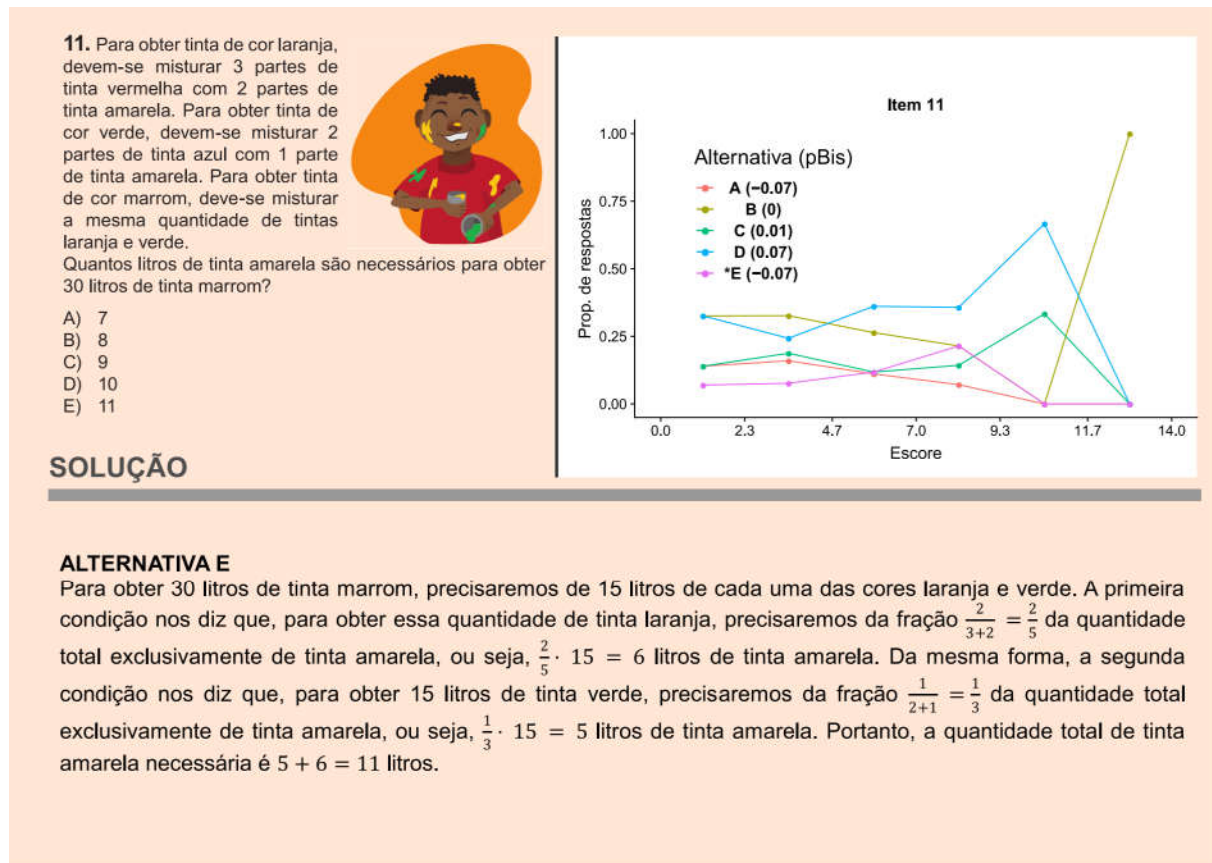 11. Para obter tinta de cor laranja,
devem-se misturar 3 partes de
tinta vermelha com 2 partes de
tinta amarela. Para obter tinta de
cor verde, devem-se misturar 2
partes de tinta azul com 1 parte
de tinta amarela. Para obter tinta
de cor marrom, deve-se misturar
a mesma quantidade de tintas
laranja e verde.
Quantos litros de tinta amarela são necessários para obter
30 litros de tinta marrom?
A) 7
B) 8
C) 9
D) 10
E) 11
Item 11
Alternativa (pBis)
A (−0.07)
B (0)
C (0.01)
D (0.07)
*E (−0.07)
Prop. de respostas
1.00
0.75
0.50
0.25
0.00
0.0 2.3 4.7 7.0 9.3 11.7 14.0
Escore
SOLUÇÃO
ALTERNATIVA E
Para obter 30 litros de tinta marrom, precisaremos de 15 litros de cada uma das cores laranja e verde. A primeira
condição nos diz que, para obter essa quantidade de tinta laranja, precisaremos da fração 2/(3+2) = 2/5 da quantidade
total exclusivamente de tinta amarela, ou seja, 2/5 · 15 = 6 litros de tinta amarela. Da mesma forma, a segunda
condição nos diz que, para obter 15 litros de tinta verde, precisaremos da fração 1/(2+1) = 1/3 da quantidade total
exclusivamente de tinta amarela, ou seja, 1/3 · 15 = 5 litros de tinta amarela. Portanto, a quantidade total de tinta
amarela necessária é 5 + 6 = 11 litros.